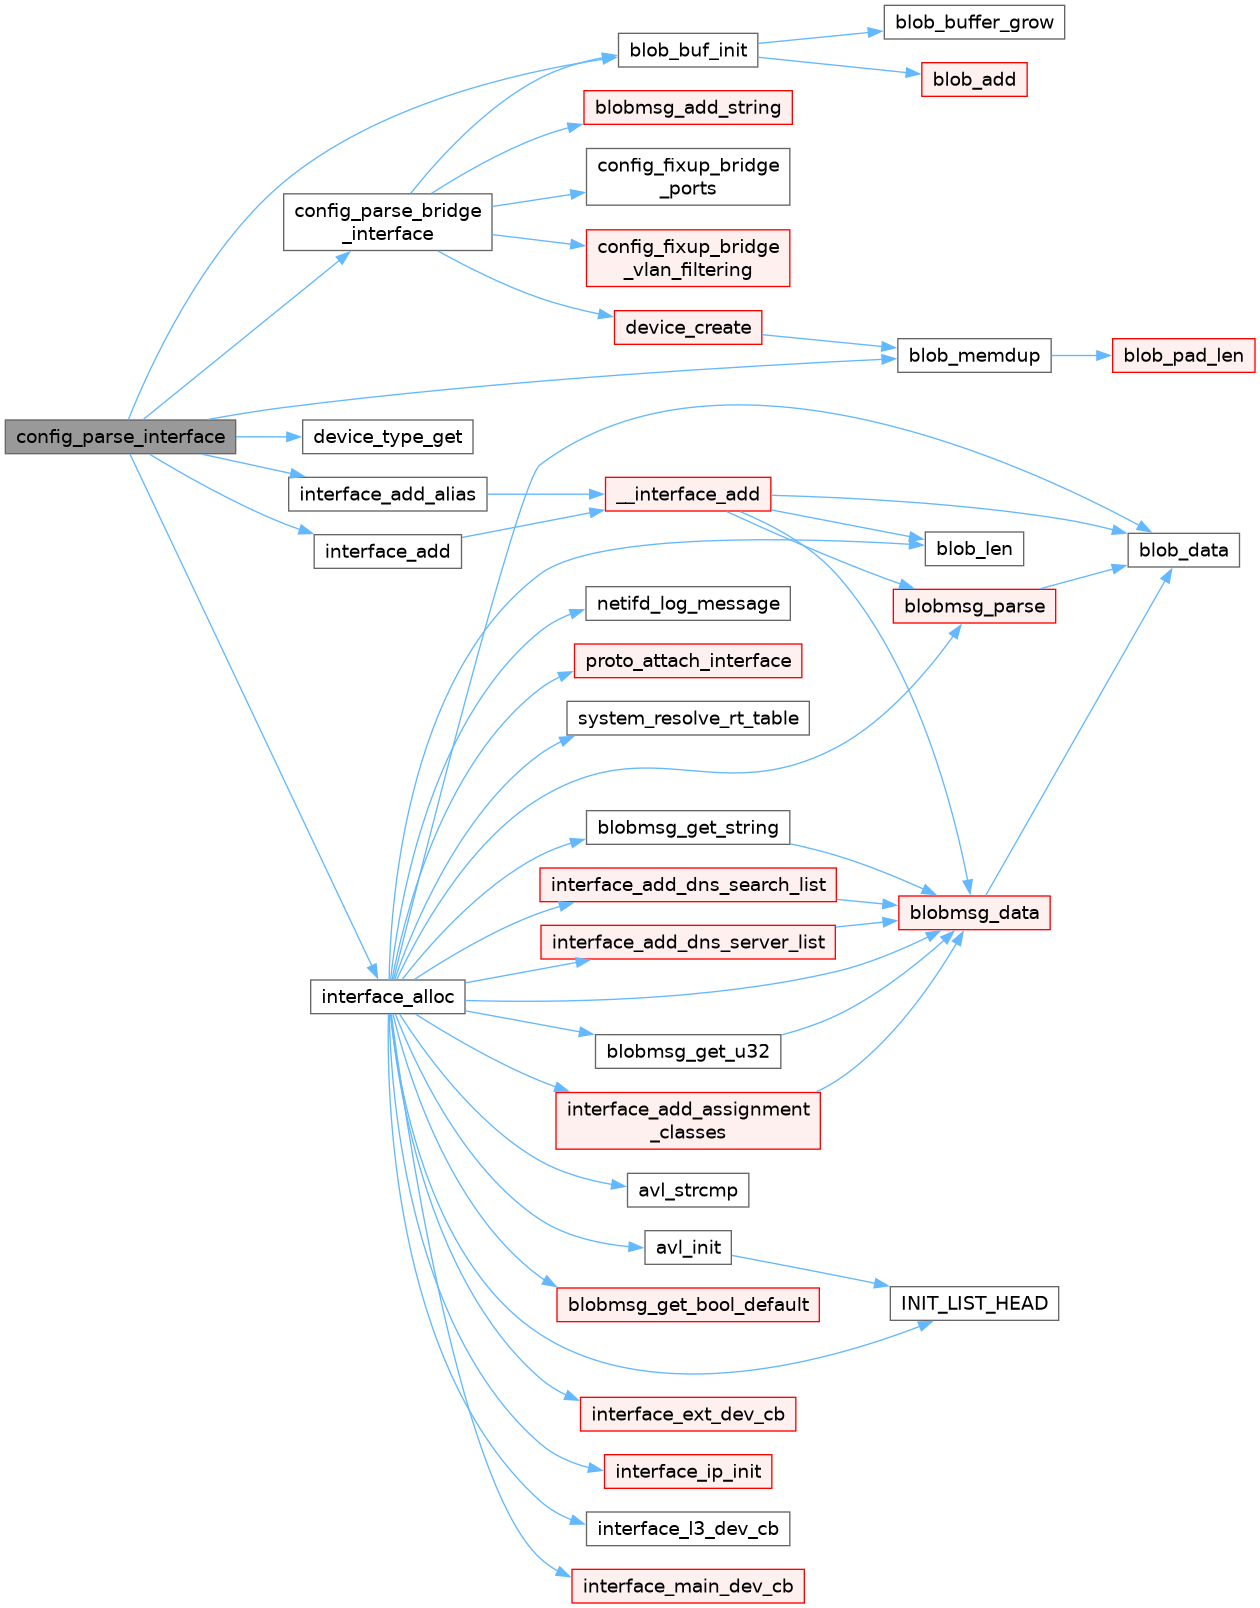 blob_buffer_grow
blob_buf_init
blob_add
blobmsg_add_string
config_fixup_bridge
_ports
config_parse_bridge
_interface
config_fixup_bridge
_vlan_filtering
device_create
blob_memdup
blob_pad_len
config_parse_interface
device_type_get
interface_add_alias
__interface_add
interface_add
blob_len
blob_data
netifd_log_message
blobmsg_parse
proto_attach_interface
system_resolve_rt_table
blobmsg_get_string
interface_add_dns_search_list
blobmsg_data
interface_add_dns_server_list
interface_alloc
blobmsg_get_u32
interface_add_assignment
_classes
avl_strcmp
avl_init
blobmsg_get_bool_default
INIT_LIST_HEAD
interface_ext_dev_cb
interface_ip_init
interface_l3_dev_cb
interface_main_dev_cb